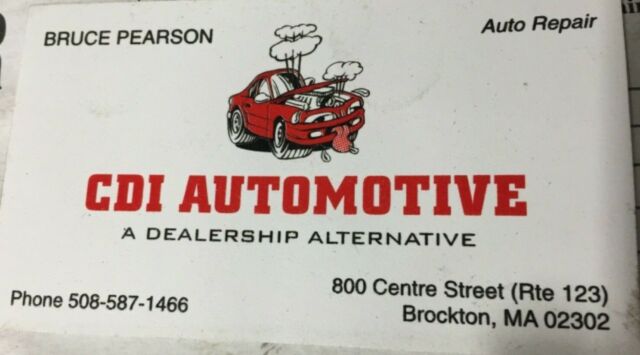 BRUCE PEARSON
Auto Repair
CDI AUTOMOTIVE
A DEALERSHIP ALTERNATIVE
Phone 508-587-1466
800 Centre Street (Rte 123)
Brockton, MA 02302